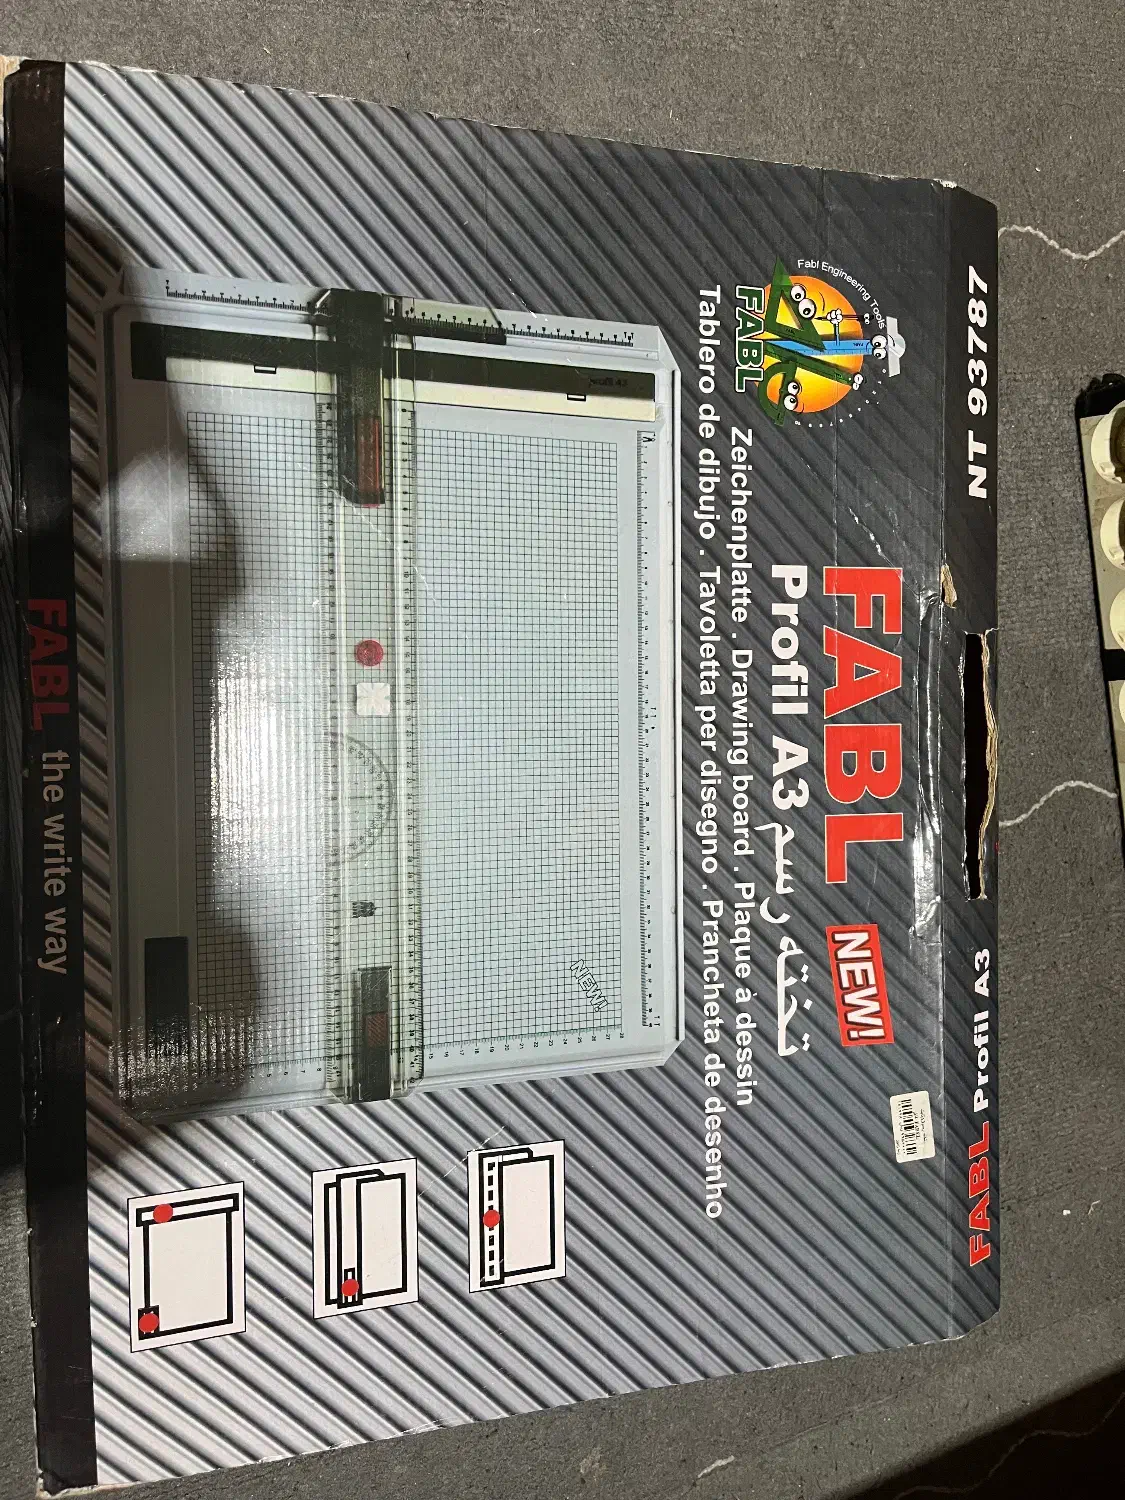 NT 93787
FABL Profil A3
Fabl Engineering Tools
FABL
FABL NEW!
Profil A3 تخته رسم
Zeichenplatte . Drawing board . Plaque à dessin
Tablero de dibujo . Tavoletta per disegno . Prancheta de desenho
profil A3
NEW!
FABL the write way